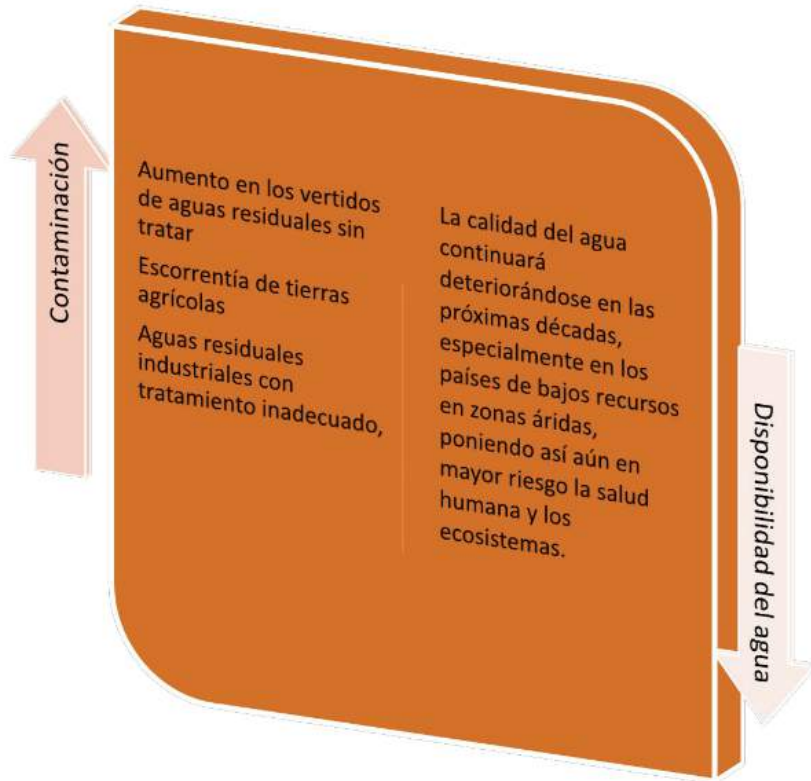 Contaminación
Aumento en los vertidos
de aguas residuales sin
tratar
Escorrentía de tierras
agrícolas
Aguas residuales
industriales con
tratamiento inadecuado,
La calidad del agua
continuará
deteriorándose en las
próximas décadas,
especialmente en los
países de bajos recursos
en zonas áridas,
poniendo así aún en
mayor riesgo la salud
humana y los
ecosistemas.
Disponibilidad del agua